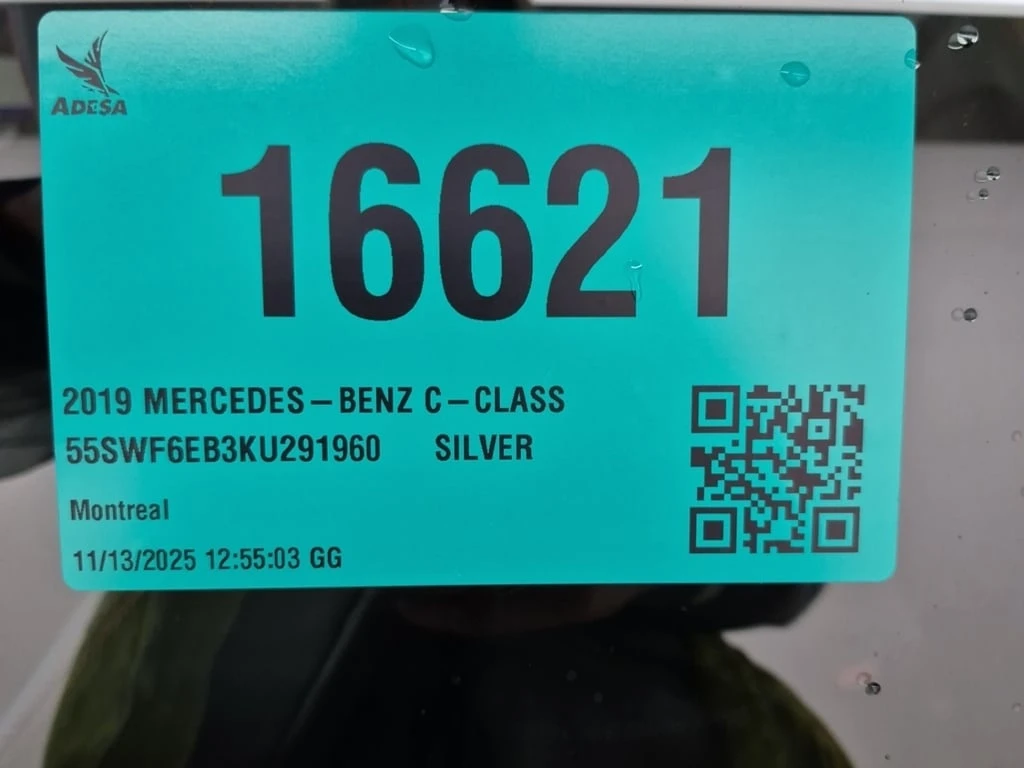 ADESA
16621
2019 MERCEDES-BENZ C-CLASS
55SWF6EB3KU291960 SILVER
Montreal
11/13/2025 12:55:03 GG